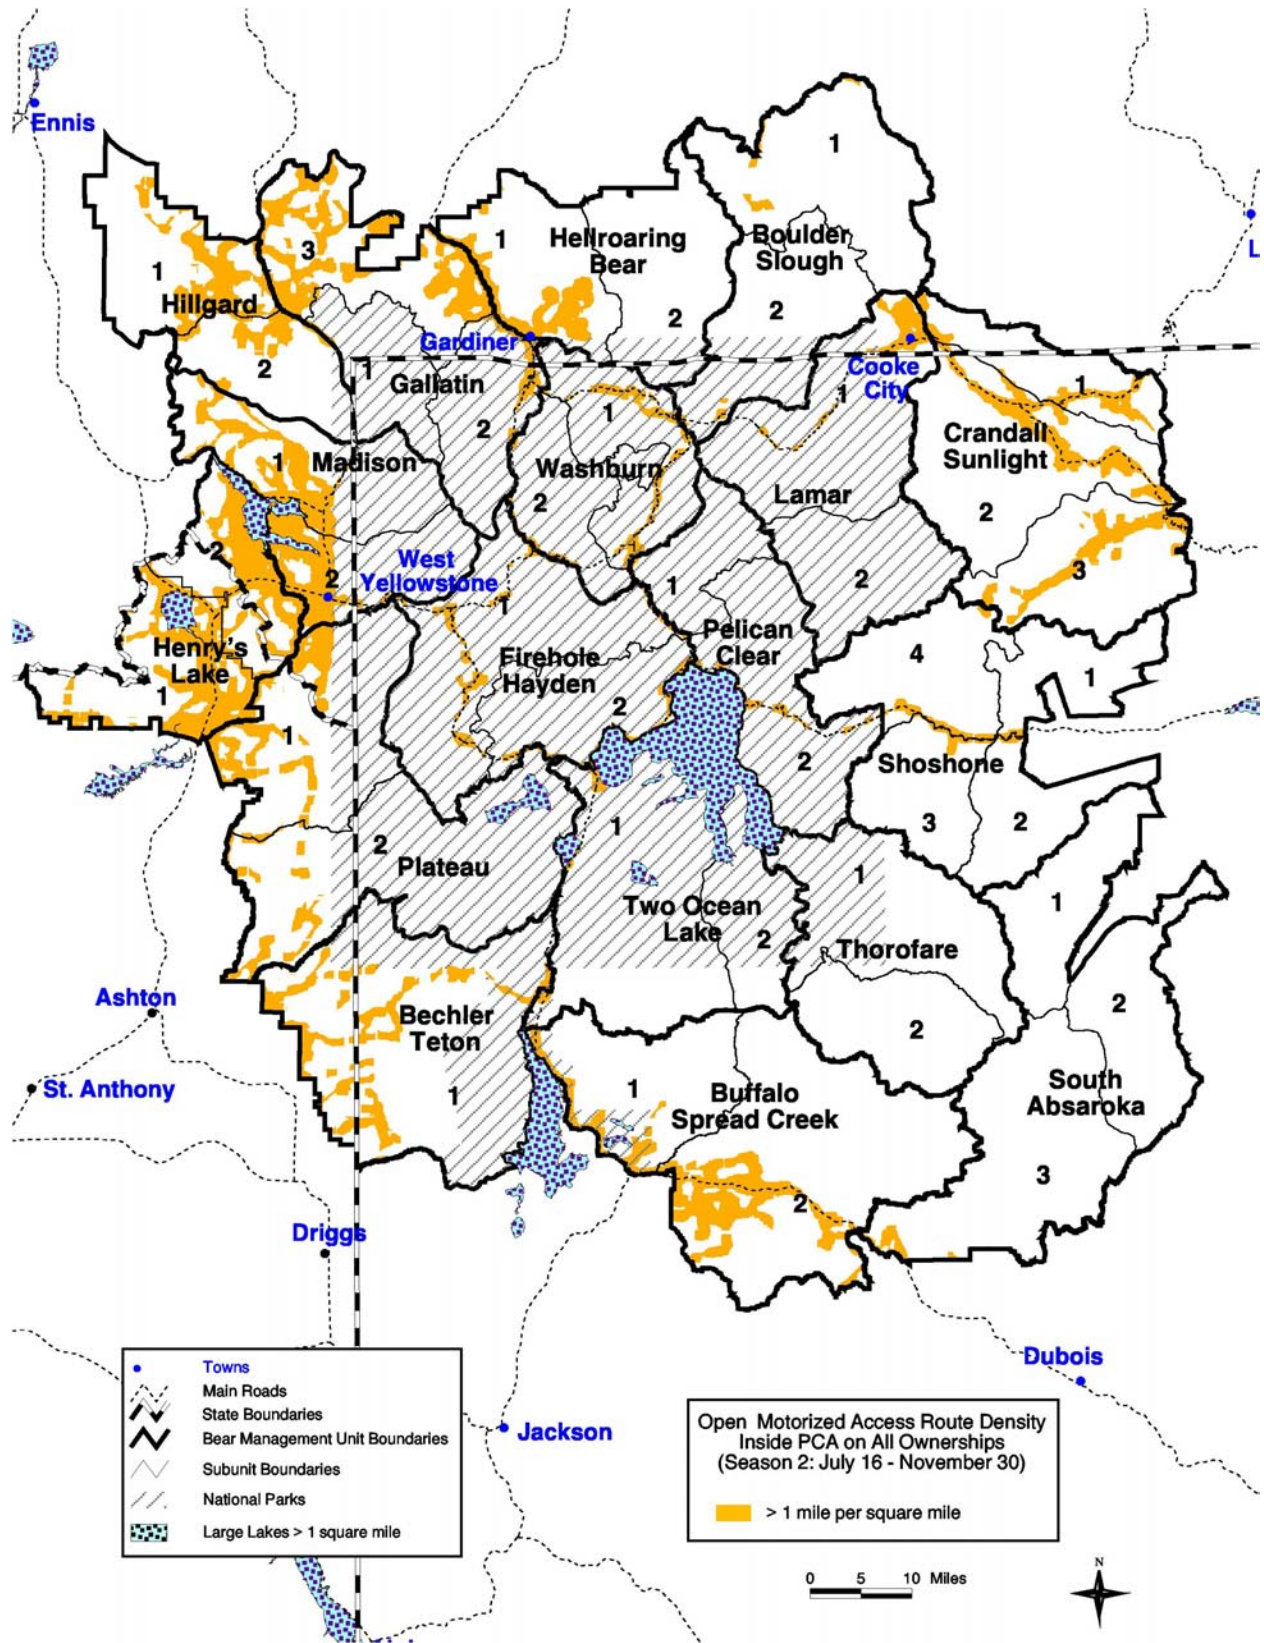 Ennis
1
3
1
Hellroaring
Bear
Boulder
Slough
1
L
1
Hillgard
2
2
Gardiner
2
1
Gallatin
Cooke
City
1
1
1
2
Washburn
Crandall
Sunlight
1
Madison
2
Lamar
2
2
West
Yellowstone
2
1
1
2
3
Henry's
Lake
Firehole
Hayden
Pelican
Clear
4
1
1
2
1
2
Shoshone
1
3
2
2
Plateau
1
1
Two Ocean
Lake
2
Thorofare
Ashton
Bechler
Teton
2
2
St. Anthony
1
1
Buffalo
Spread Creek
South
Absaroka
3
2
Driggs
Dubois
Jackson
Towns
Main Roads
State Boundaries
Bear Management Unit Boundaries
Subunit Boundaries
National Parks
Large Lakes > 1 square mile
Open Motorized Access Route Density
Inside PCA on All Ownerships
(Season 2: July 16 - November 30)
> 1 mile per square mile
0 5 10 Miles
N